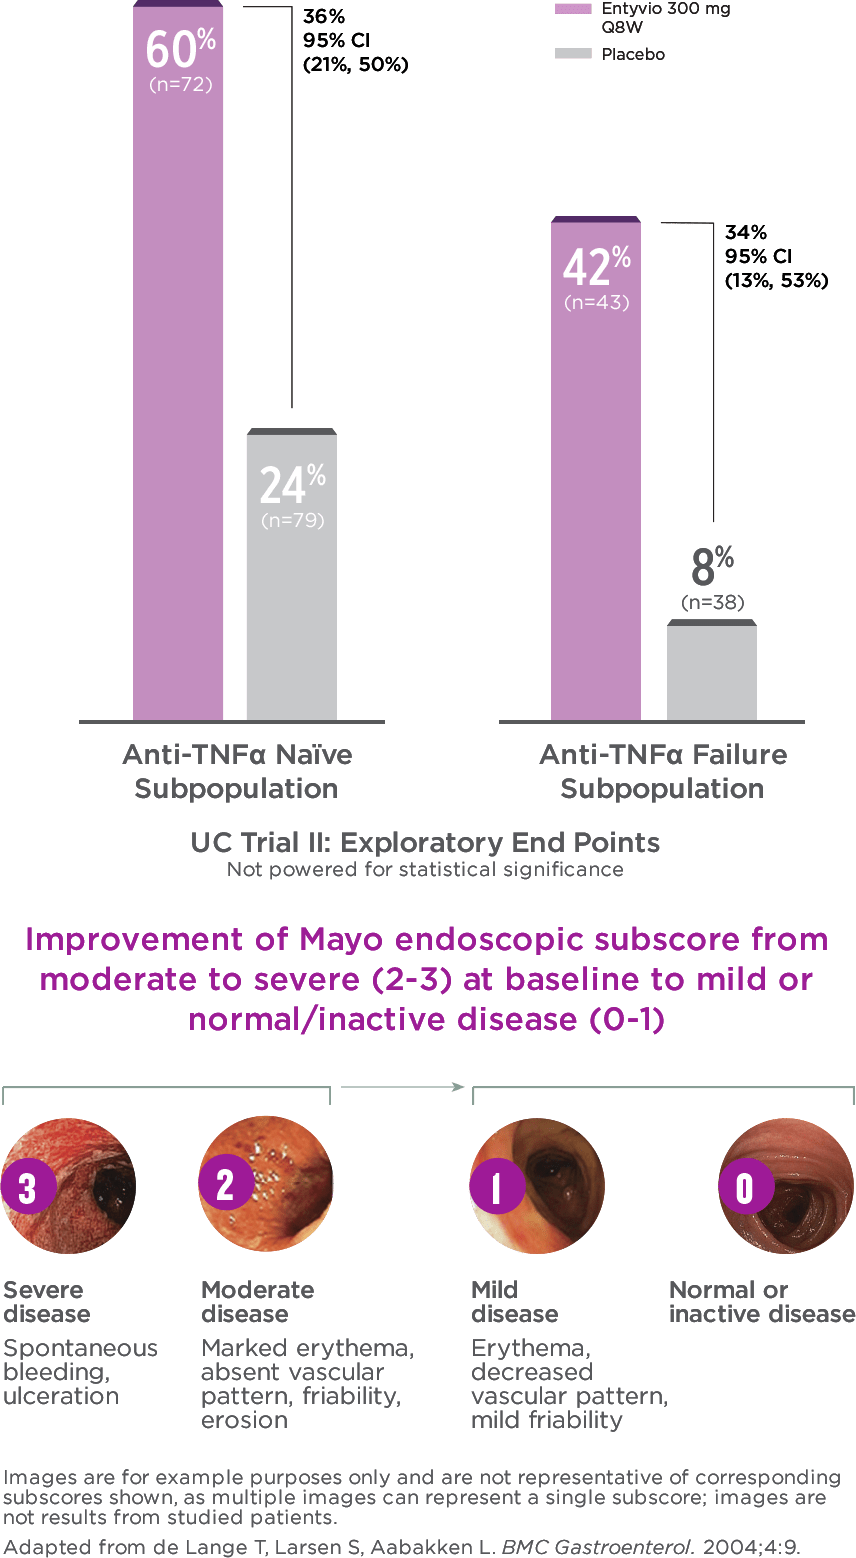 Entyvio 300 mg
Q8W
Placebo
60%
(n=72)
36%
95% CI
(21%, 50%)
24%
(n=79)
42%
(n=43)
34%
95% CI
(13%, 53%)
8%
(n=38)
Anti-TNFα Naïve
Subpopulation
Anti-TNFα Failure
Subpopulation
UC Trial II: Exploratory End Points
Not powered for statistical significance
Improvement of Mayo endoscopic subscore from
moderate to severe (2-3) at baseline to mild or
normal/inactive disease (0-1)
3
Severe
disease
Spontaneous
bleeding,
ulceration
2
Moderate
disease
Marked erythema,
absent vascular
pattern, friability,
erosion
1
Mild
disease
Erythema,
decreased
vascular pattern,
mild friability
0
Normal or
inactive disease
Images are for example purposes only and are not representative of corresponding
subscores shown, as multiple images can represent a single subscore; images are
not results from studied patients.
Adapted from de Lange T, Larsen S, Aabakken L. BMC Gastroenterol. 2004;4:9.